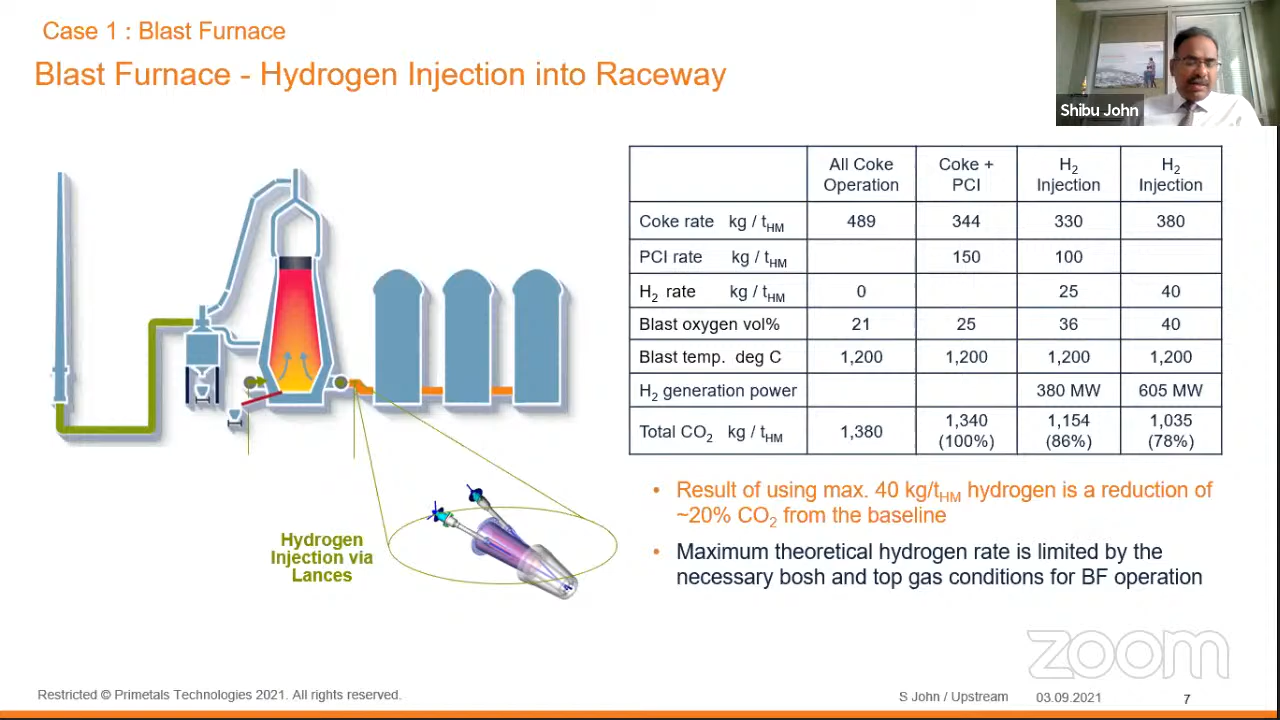 Case 1 : Blast Furnace
Blast Furnace - Hydrogen Injection into Raceway
Shibu John
All Coke Operation | Coke + PCI | H2 Injection | H2 Injection
Coke rate kg / tHM | 489 | 344 | 330 | 380
PCI rate kg / tHM | | 150 | 100 |
H2 rate kg / tHM | 0 | | 25 | 40
Blast oxygen vol% | 21 | 25 | 36 | 40
Blast temp. deg C | 1,200 | 1,200 | 1,200 | 1,200
H2 generation power | | | 380 MW | 605 MW
Total CO2 kg / tHM | 1,380 | 1,340 (100%) | 1,154 (86%) | 1,035 (78%)
Hydrogen
Injection via
Lances
• Result of using max. 40 kg/tHM hydrogen is a reduction of
~20% CO2 from the baseline
• Maximum theoretical hydrogen rate is limited by the
necessary bosh and top gas conditions for BF operation
zoom
Restricted © Primetals Technologies 2021. All rights reserved.
S John / Upstream 03.09.2021 7